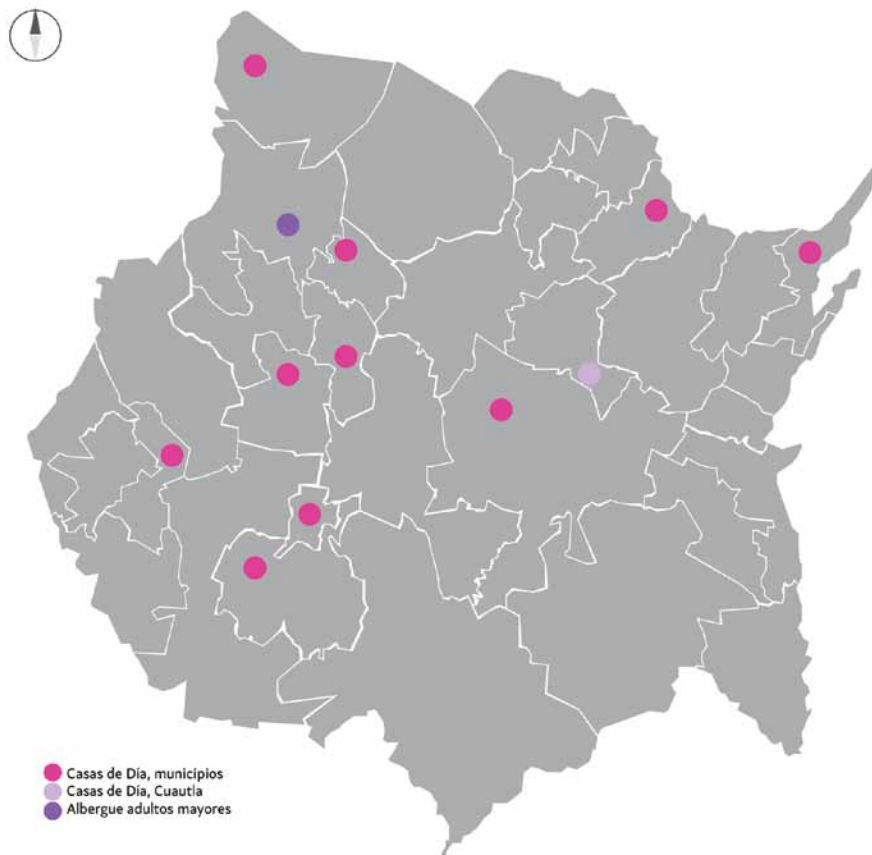 Casas de Día, municipios
Casas de Día, Cuautla
Albergue adultos mayores